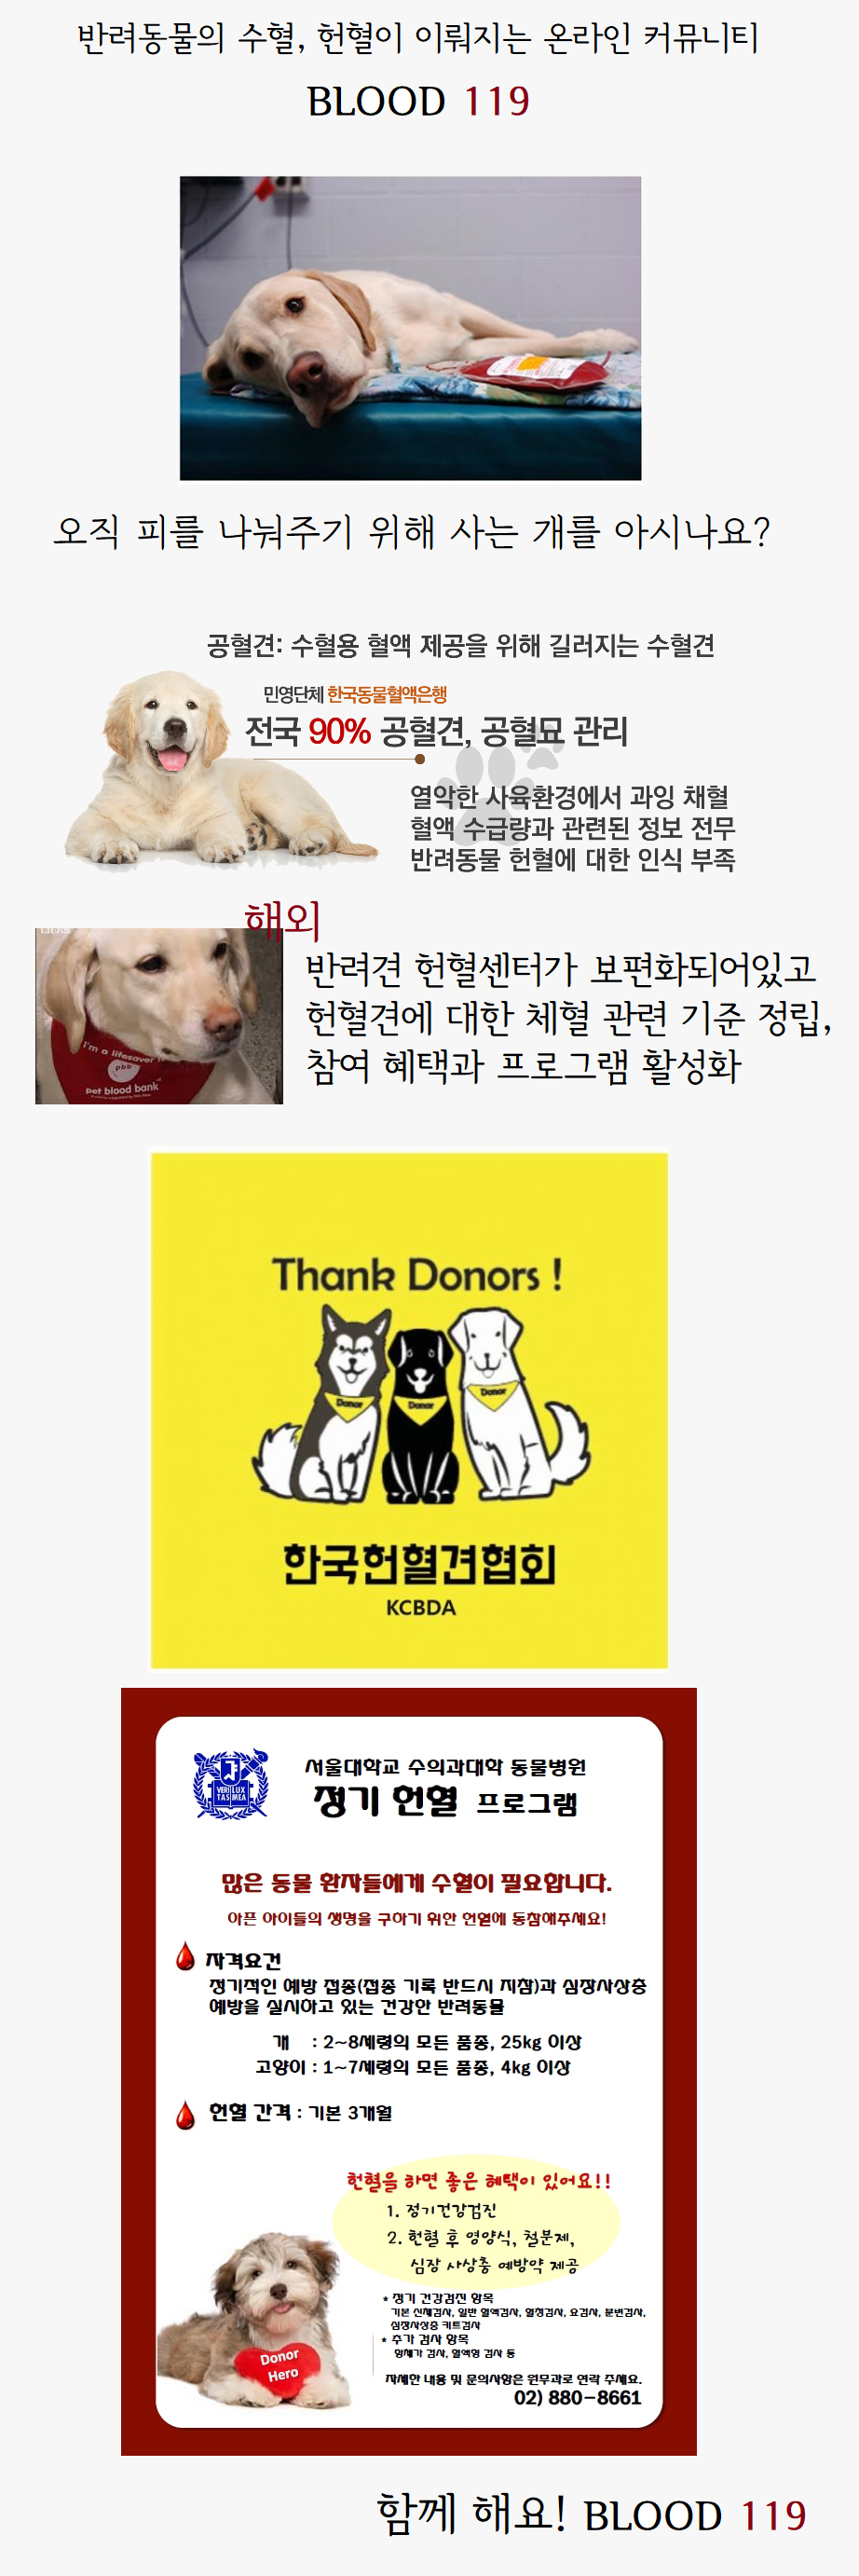 반려동물의 수혈, 헌혈이 이뤄지는 온라인 커뮤니티
BLOOD 119
오직 피를 나눠주기 위해 사는 개를 아시나요?
공혈견: 수혈용 혈액 제공을 위해 길러지는 수혈견
민영단체 한국동물혈액은행
전국 90% 공혈견, 공혈묘 관리
열악한 사육환경에서 과잉 채혈
혈액 수급량과 관련된 정보 전무
반려동물 헌혈에 대한 인식 부족
해외
반려견 헌혈센터가 보편화되어있고
헌혈견에 대한 체혈 관련 기준 정립,
참여 혜택과 프로그램 활성화
I'm a lifesaver
pbb
pet blood bank
Thank Donors !
Donor
Donor
Donor
한국헌혈견협회
KCBDA
VERI LUX
TAS MEA
서울대학교 수의과대학 동물병원
정기 헌혈 프로그램
많은 동물 환자들에게 수혈이 필요합니다.
아픈 아이들의 생명을 구하기 위한 헌혈에 동참해주세요!
자격요건
정기적인 예방 접종(접종 기록 반드시 지참)과 심장사상충
예방을 실시하고 있는 건강한 반려동물
개 : 2~8세령의 모든 품종, 25kg 이상
고양이 : 1~7세령의 모든 품종, 4kg 이상
헌혈 간격 : 기본 3개월
헌혈을 하면 좋은 혜택이 있어요!!
1. 정기건강검진
2. 헌혈 후 영양식, 철분제,
심장 사상충 예방약 제공
* 정기 건강검진 항목
기본 신체검사, 일반 혈액검사, 혈청검사, 요검사, 분변검사,
심장사상충 키트검사
* 추가 검사 항목
항체가 검사, 혈액형 검사 등
자세한 내용 및 문의사항은 원무과로 연락 주세요.
02) 880-8661
Donor
Hero
함께 해요! BLOOD 119